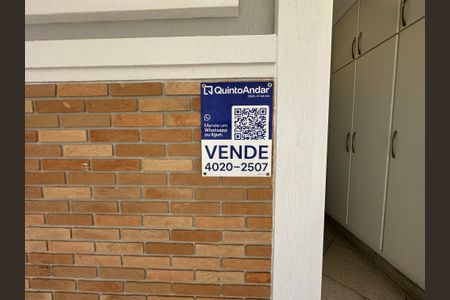 QuintoAndar
Mande um
Whatsapp
ou ligue.
VENDE
4020-2507